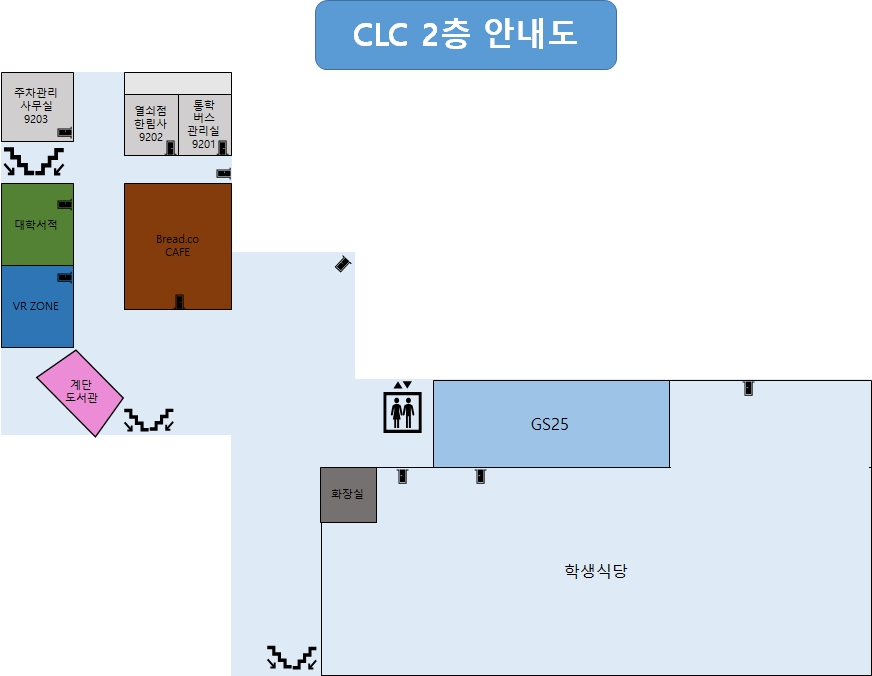 CLC 2층 안내도
주차관리
사무실
9203
열쇠점
한림사
9202
통학
버스
관리실
9201
대학서적
Bread.co
CAFE
VR ZONE
계단
도서관
GS25
화장실
학생식당